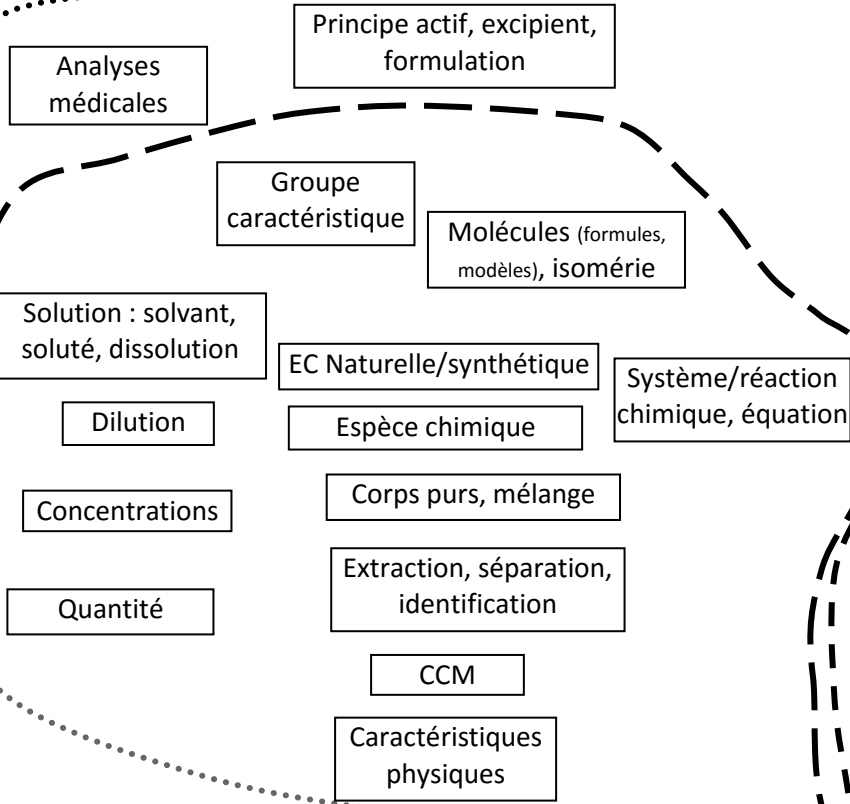 Principe actif, excipient,
formulation
Analyses
médicales
Groupe
caractéristique
Molécules (formules,
modèles), isomérie
Solution : solvant,
soluté, dissolution
EC Naturelle/synthétique
Système/réaction
chimique, équation
Dilution
Espèce chimique
Concentrations
Corps purs, mélange
Extraction, séparation,
identification
Quantité
CCM
Caractéristiques
physiques